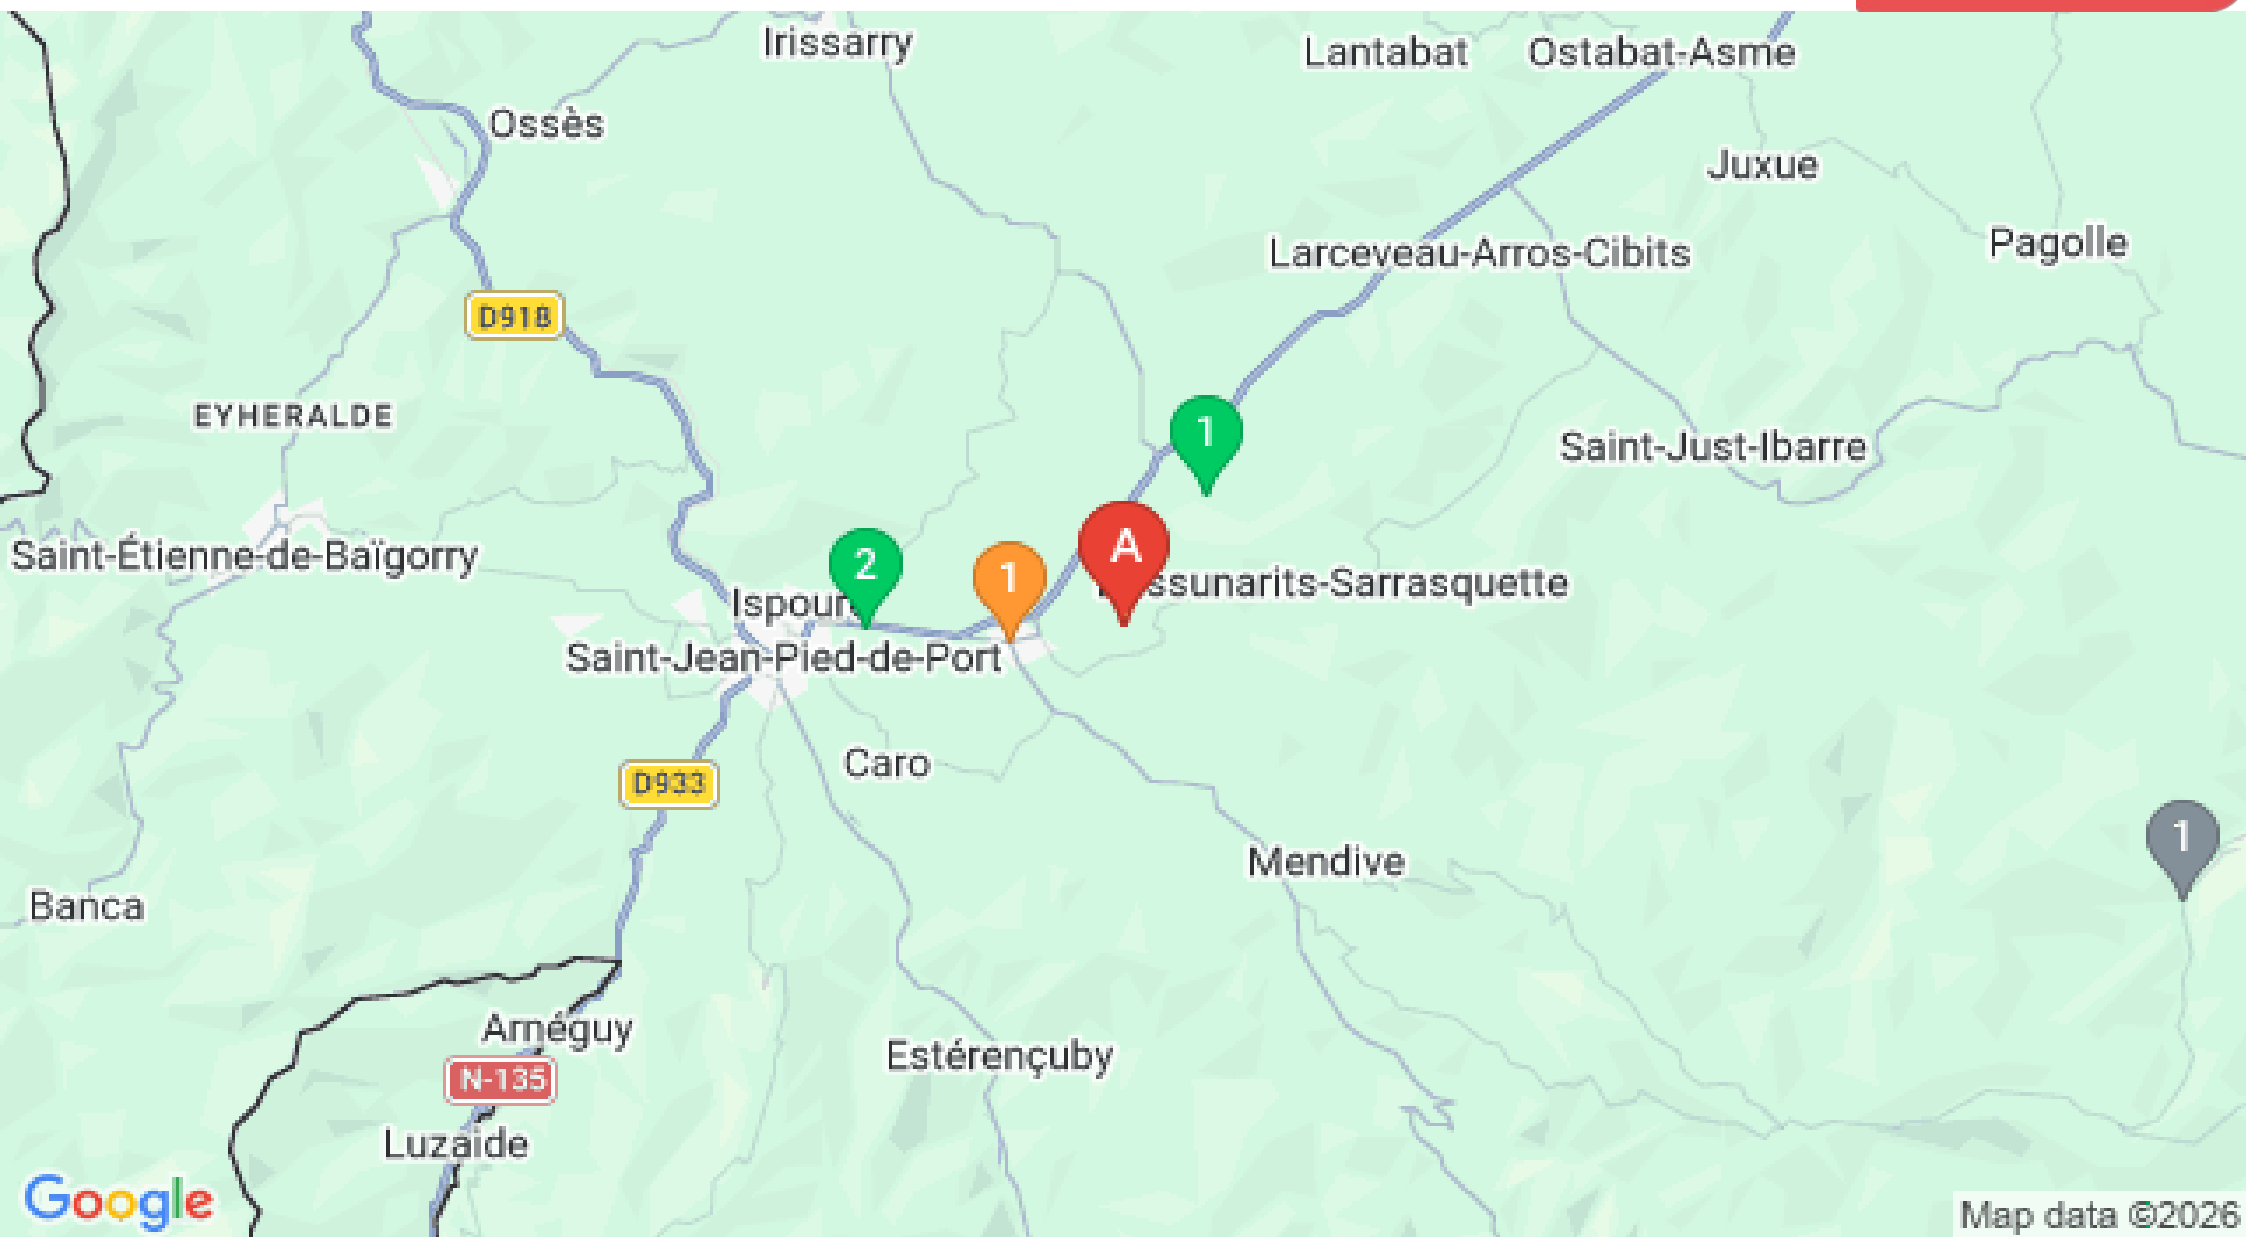 Irissarry
Lantabat
Ostabat-Asme
Ossès
Juxue
Larceveau-Arros-Cibits
Pagolle
D918
EYHERALDE
1
Saint-Just-Ibarre
Saint-Étienne-de-Baïgorry
2
1
A
ssunarits-Sarrasquette
Ispour
Saint-Jean-Pied-de-Port
Caro
D933
1
Mendive
Banca
Arnéguy
Estérençuby
N-135
Luzaide
Google
Map data ©2026